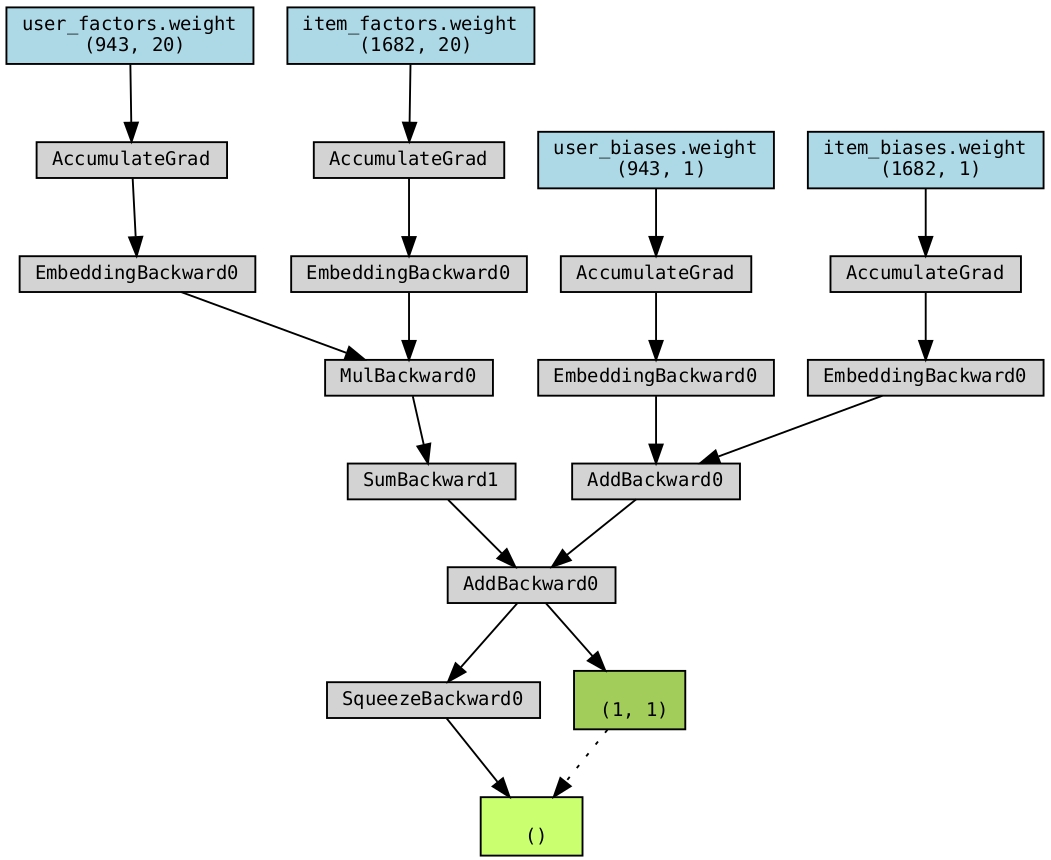 user_factors.weight
(943, 20)
item_factors.weight
(1682, 20)
AccumulateGrad
AccumulateGrad
user_biases.weight
(943, 1)
item_biases.weight
(1682, 1)
EmbeddingBackward0
EmbeddingBackward0
AccumulateGrad
AccumulateGrad
MulBackward0
EmbeddingBackward0
EmbeddingBackward0
SumBackward1
AddBackward0
AddBackward0
SqueezeBackward0
(1, 1)
()